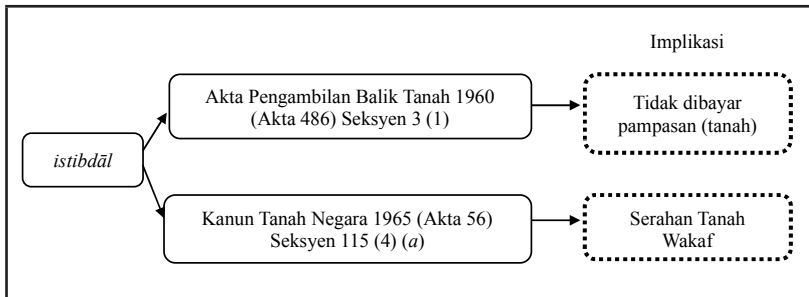 Implikasi
istibdāl
Akta Pengambilan Balik Tanah 1960
(Akta 486) Seksyen 3 (1)
Tidak dibayar
pampasan (tanah)
Kanun Tanah Negara 1965 (Akta 56)
Seksyen 115 (4) (a)
Serahan Tanah
Wakaf